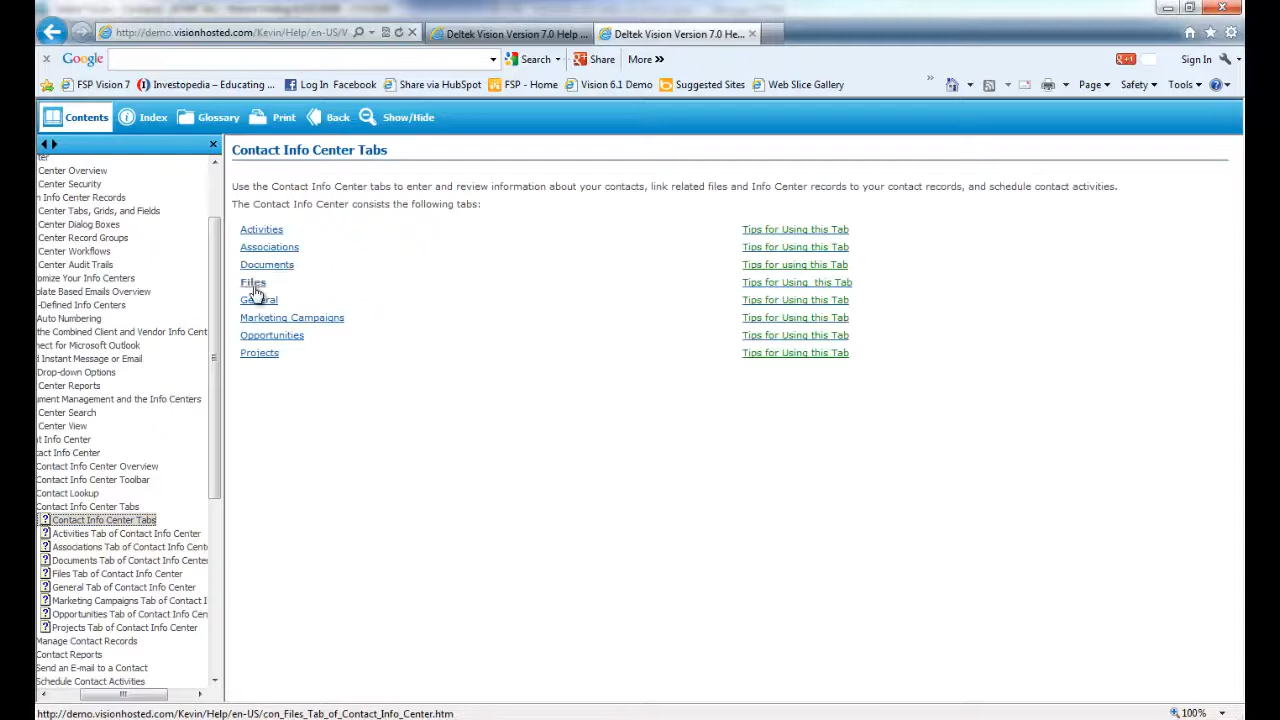 http://demo.visionhosted.com/Kevin/Help/en-US/V
Deltek Vision Version 7.0 Help ...
Deltek Vision Version 7.0 He...
Google
Search
Share
More »
+1
Sign In
FSP Vision 7
Investopedia – Educating ...
Log In Facebook
Share via HubSpot
FSP - Home
Vision 6.1 Demo
Suggested Sites
Web Slice Gallery
Page
Safety
Tools
Contents
Index
Glossary
Print
Back
Show/Hide
Center Overview
Center Security
Info Center Records
Center Tabs, Grids, and Fields
Center Dialog Boxes
Center Record Groups
Center Workflows
Center Audit Trails
omize Your Info Centers
plate Based Emails Overview
-Defined Info Centers
Auto Numbering
the Combined Client and Vendor Info Cent
nect for Microsoft Outlook
d Instant Message or Email
Drop-down Options
Center Reports
ument Management and the Info Centers
Center Search
Center View
nt Info Center
tact Info Center
Contact Info Center Overview
Contact Info Center Toolbar
Contact Lookup
Contact Info Center Tabs
Contact Info Center Tabs
Activities Tab of Contact Info Center
Associations Tab of Contact Info Cent
Documents Tab of Contact Info Center
Files Tab of Contact Info Center
General Tab of Contact Info Center
Marketing Campaigns Tab of Contact I
Opportunities Tab of Contact Info Cen
Projects Tab of Contact Info Center
Manage Contact Records
Contact Reports
Send an E-mail to a Contact
Schedule Contact Activities
Contact Info Center Tabs
Use the Contact Info Center tabs to enter and review information about your contacts, link related files and Info Center records to your contact records, and schedule contact activities.
The Contact Info Center consists the following tabs:
Activities Tips for Using this Tab
Associations Tips for Using this Tab
Documents Tips for using this Tab
Files Tips for Using this Tab
General Tips for Using this Tab
Marketing Campaigns Tips for Using this Tab
Opportunities Tips for Using this Tab
Projects Tips for Using this Tab
http://demo.visionhosted.com/Kevin/Help/en-US/con_Files_Tab_of_Contact_Info_Center.htm
100%